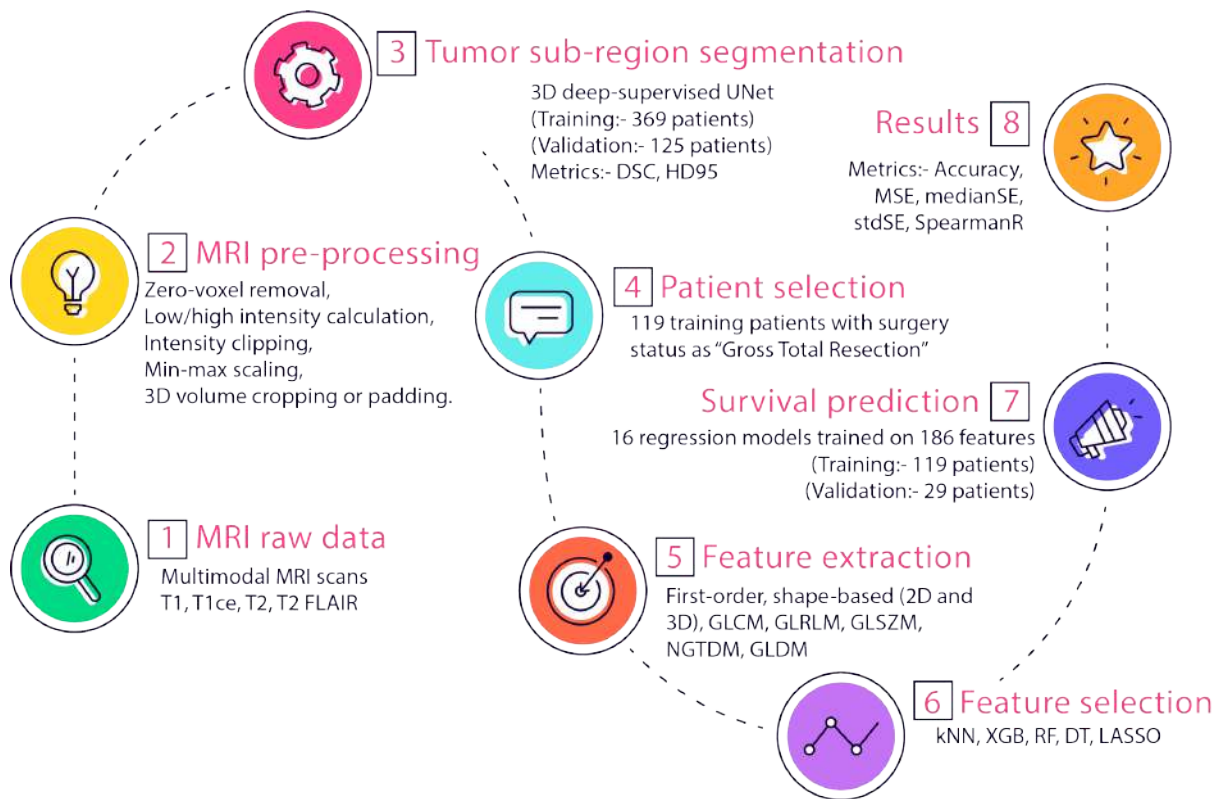 1 MRI raw data
Multimodal MRI scans
T1, T1ce, T2, T2 FLAIR
2 MRI pre-processing
Zero-voxel removal,
Low/high intensity calculation,
Intensity clipping,
Min-max scaling,
3D volume cropping or padding.
3 Tumor sub-region segmentation
3D deep-supervised UNet
(Training:- 369 patients)
(Validation:- 125 patients)
Metrics:- DSC, HD95
4 Patient selection
119 training patients with surgery
status as “Gross Total Resection”
5 Feature extraction
First-order, shape-based (2D and
3D), GLCM, GLRLM, GLSZM,
NGTDM, GLDM
6 Feature selection
kNN, XGB, RF, DT, LASSO
Survival prediction 7
16 regression models trained on 186 features
(Training:- 119 patients)
(Validation:- 29 patients)
Results 8
Metrics:- Accuracy,
MSE, medianSE,
stdSE, SpearmanR